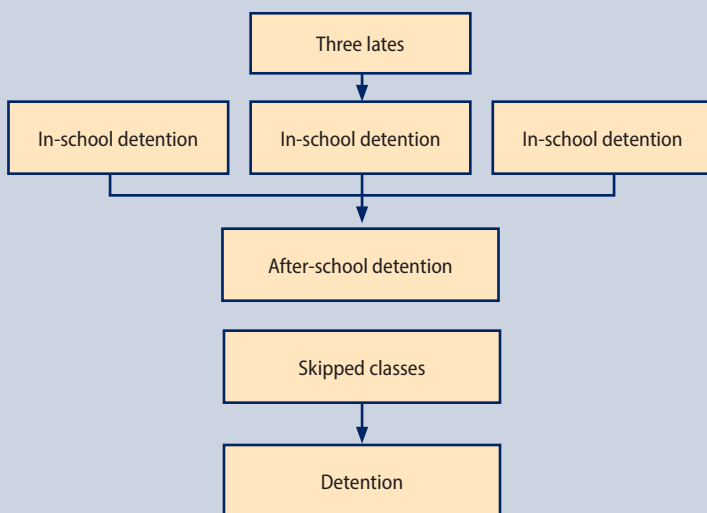 Three lates
In-school detention
In-school detention
In-school detention
After-school detention
Skipped classes
Detention